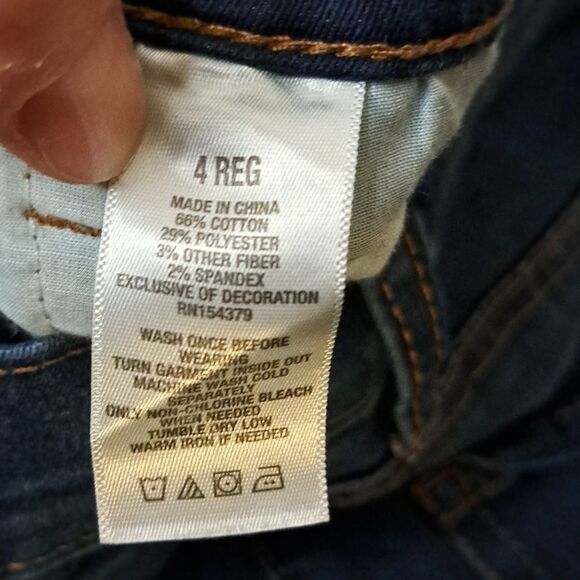 4 REG
MADE IN CHINA
66% COTTON
29% POLYESTER
3% OTHER FIBER
2% SPANDEX
EXCLUSIVE OF DECORATION
RN154379
WASH ONCE BEFORE
WEARING
TURN GARMENT INSIDE OUT
MACHINE WASH COLD
SEPARATELY
ONLY NON-CHLORINE BLEACH
WHEN NEEDED
TUMBLE DRY LOW
WARM IRON IF NEEDED